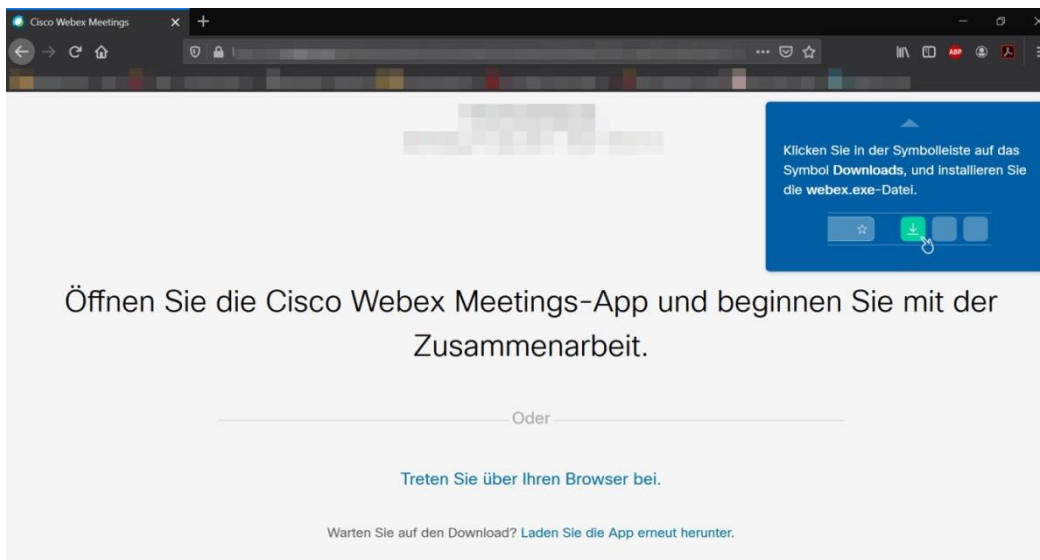 Cisco Webex Meetings
ABP
Klicken Sie in der Symbolleiste auf das
Symbol Downloads, und installieren Sie
die webex.exe-Datei.
Öffnen Sie die Cisco Webex Meetings-App und beginnen Sie mit der
Zusammenarbeit.
Oder
Treten Sie über Ihren Browser bei.
Warten Sie auf den Download? Laden Sie die App erneut herunter.